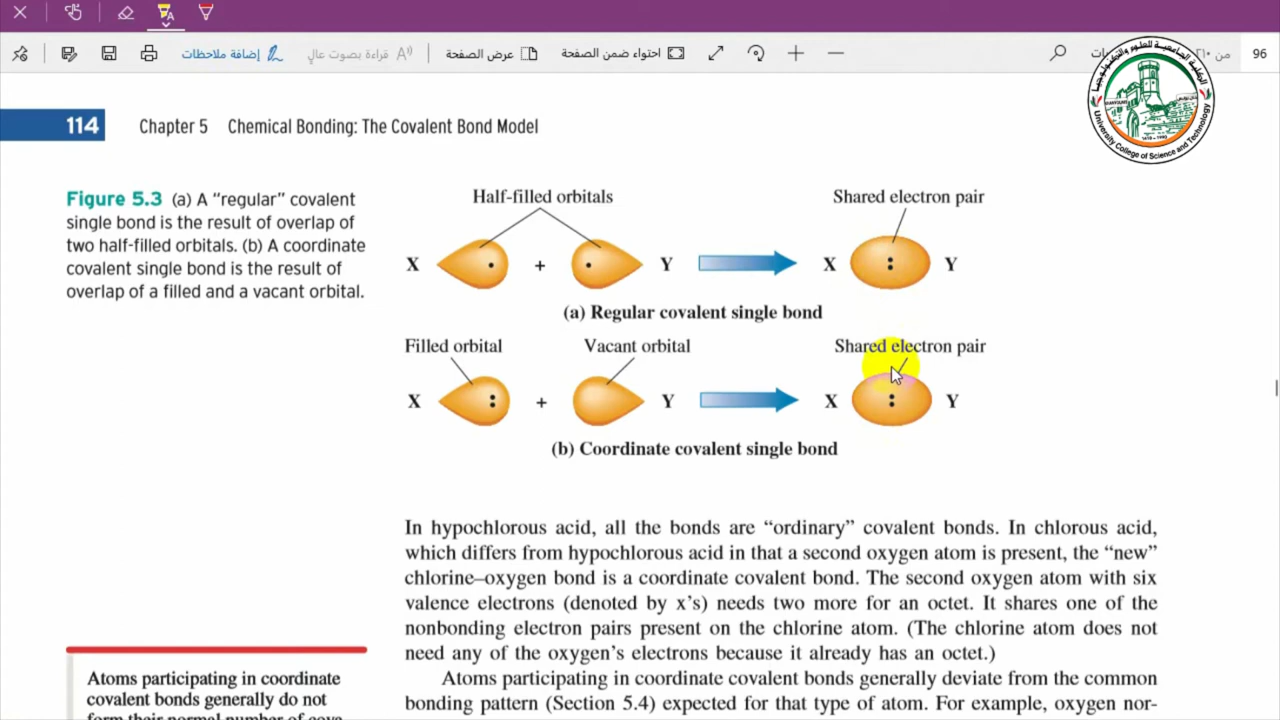 إضافة ملاحظات
قراءة بصوت عالٍ
عرض الصفحة
احتواء ضمن الصفحة
من ٢١٠
96
University College of Science and Technology
114
Chapter 5 Chemical Bonding: The Covalent Bond Model
Figure 5.3 (a) A “regular” covalent
single bond is the result of overlap of
two half-filled orbitals. (b) A coordinate
covalent single bond is the result of
overlap of a filled and a vacant orbital.
Half-filled orbitals
Shared electron pair
X + Y X Y
(a) Regular covalent single bond
Filled orbital
Vacant orbital
Shared electron pair
X + Y X Y
(b) Coordinate covalent single bond
In hypochlorous acid, all the bonds are “ordinary” covalent bonds. In chlorous acid,
which differs from hypochlorous acid in that a second oxygen atom is present, the “new”
chlorine–oxygen bond is a coordinate covalent bond. The second oxygen atom with six
valence electrons (denoted by x’s) needs two more for an octet. It shares one of the
nonbonding electron pairs present on the chlorine atom. (The chlorine atom does not
need any of the oxygen’s electrons because it already has an octet.)
Atoms participating in coordinate covalent bonds generally deviate from the common
bonding pattern (Section 5.4) expected for that type of atom. For example, oxygen nor-
Atoms participating in coordinate
covalent bonds generally do not
form their normal number of cova